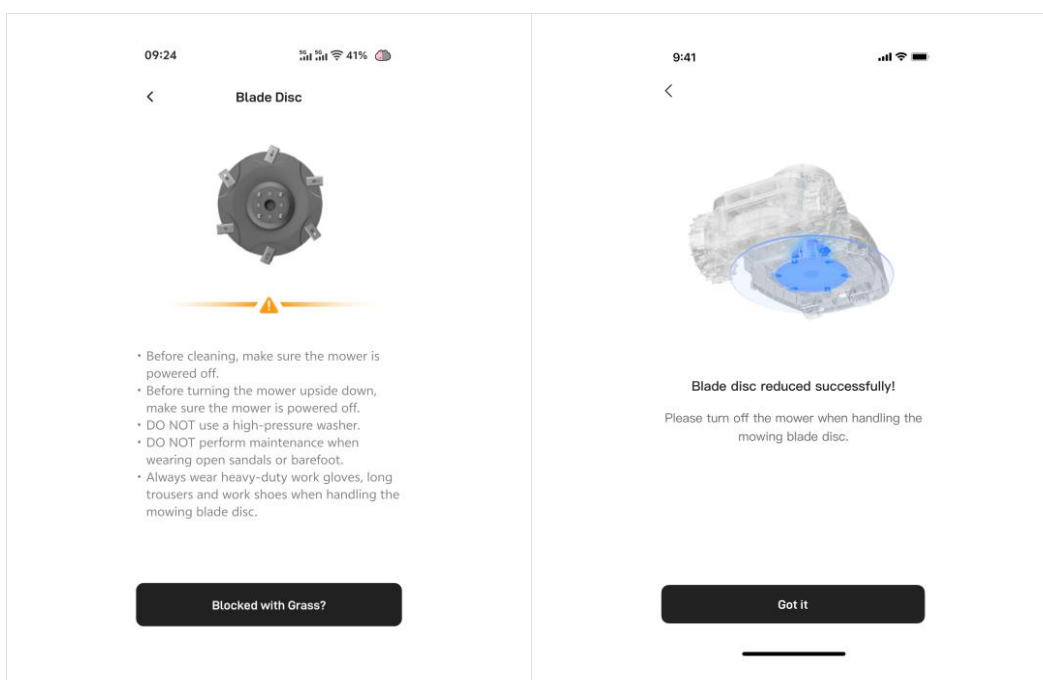 09:24
5G 5G 41%
Blade Disc
• Before cleaning, make sure the mower is
powered off.
• Before turning the mower upside down,
make sure the mower is powered off.
• DO NOT use a high-pressure washer.
• DO NOT perform maintenance when
wearing open sandals or barefoot.
• Always wear heavy-duty work gloves, long
trousers and work shoes when handling the
mowing blade disc.
Blocked with Grass?
9:41
Blade disc reduced successfully!
Please turn off the mower when handling the
mowing blade disc.
Got it